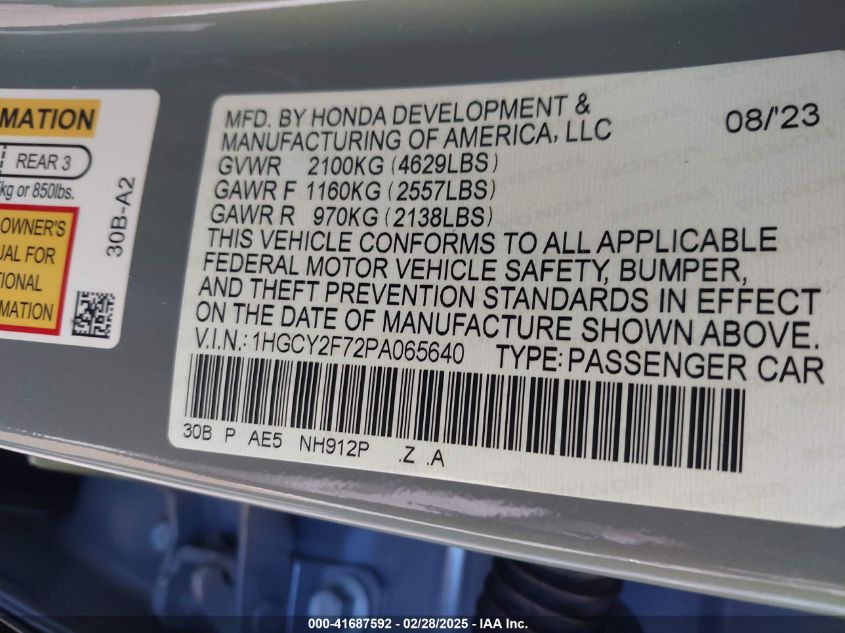 MATION
REAR 3
kg or 850lbs.
OWNER'S
UAL FOR
TIONAL
MATION
30B-A2
MFD. BY HONDA DEVELOPMENT &
MANUFACTURING OF AMERICA, LLC
08/'23
GVWR 2100KG (4629LBS)
GAWR F 1160KG (2557LBS)
GAWR R 970KG (2138LBS)
THIS VEHICLE CONFORMS TO ALL APPLICABLE
FEDERAL MOTOR VEHICLE SAFETY, BUMPER,
AND THEFT PREVENTION STANDARDS IN EFFECT
ON THE DATE OF MANUFACTURE SHOWN ABOVE.
V.I.N.: 1HGCY2F72PA065640 TYPE: PASSENGER CAR
30B P AE5 NH912P .Z .A
000-41687592 - 02/28/2025 - IAA Inc.